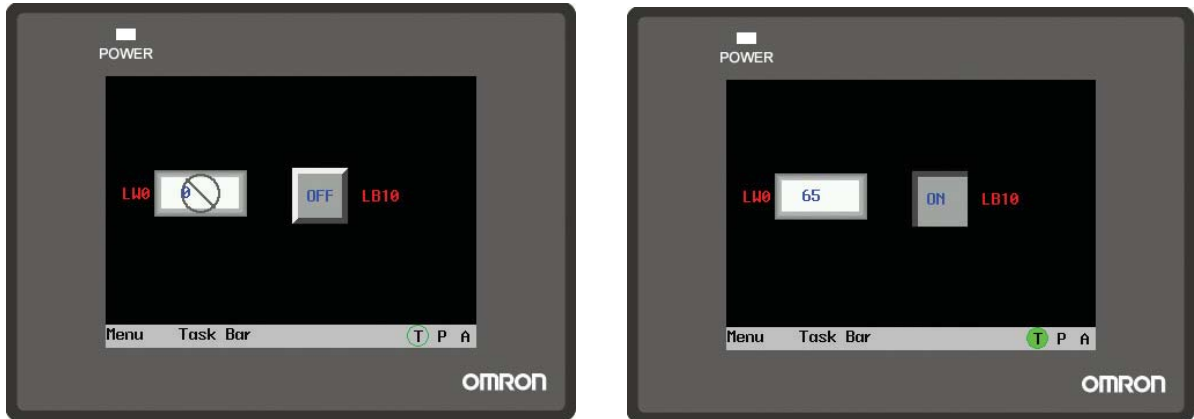 POWER
LW0 0 OFF LB10
Menu Task Bar T P A
OMRON
POWER
LW0 65 ON LB10
Menu Task Bar T P A
OMRON